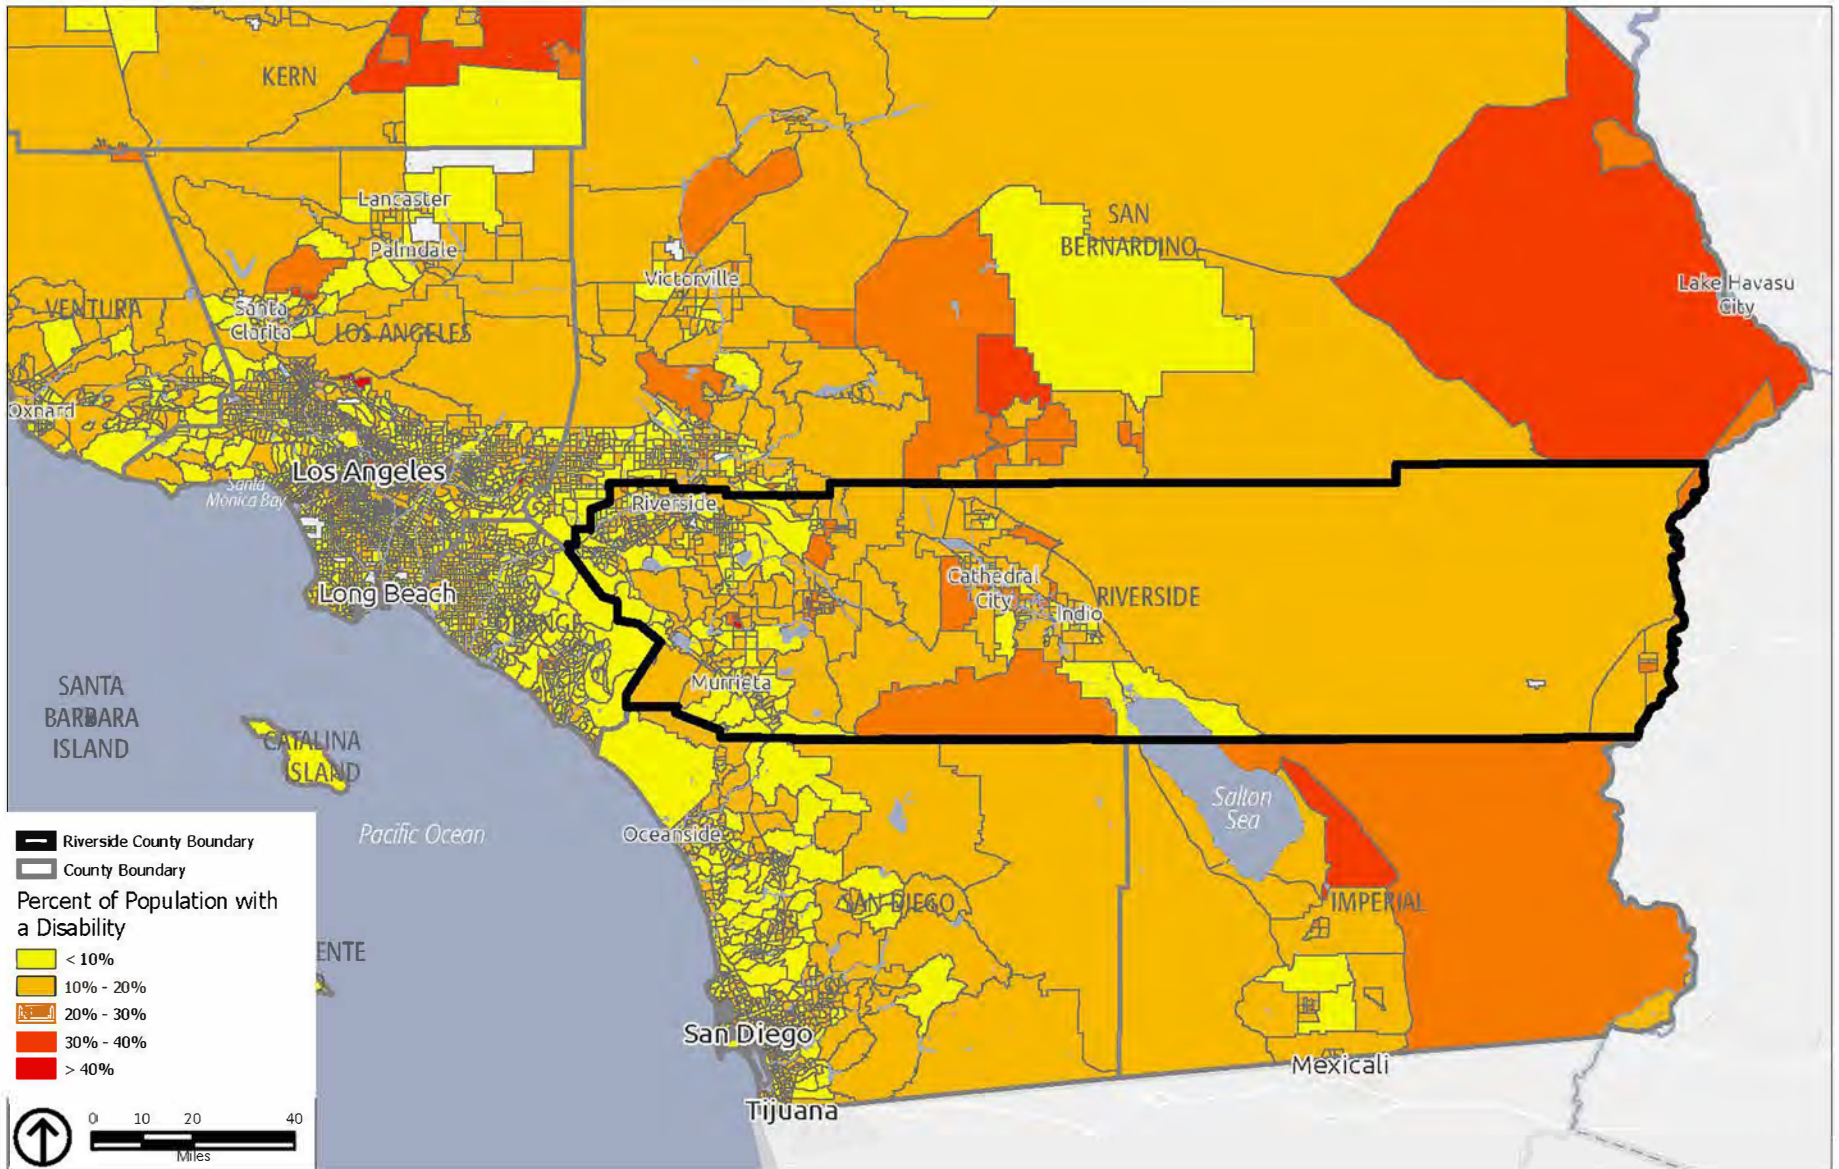 KERN
Lancaster
Palmdale
SAN
BERNARDINO
Victorville
Lake Havasu
City
VENTURA
Santa
Clarita
LOS ANGELES
Oxnard
Los Angeles
Santa
Monica Bay
Riverside
Long Beach
Cathedral
City
RIVERSIDE
Indio
Murrieta
SANTA
BARBARA
ISLAND
CATALINA
ISLAND
Salton
Sea
Pacific Ocean
Oceanside
SAN DIEGO
IMPERIAL
ENTE
San Diego
Mexicali
Tijuana
Riverside County Boundary
County Boundary
Percent of Population with
a Disability
< 10%
10% - 20%
20% - 30%
30% - 40%
> 40%
0 10 20 40
Miles